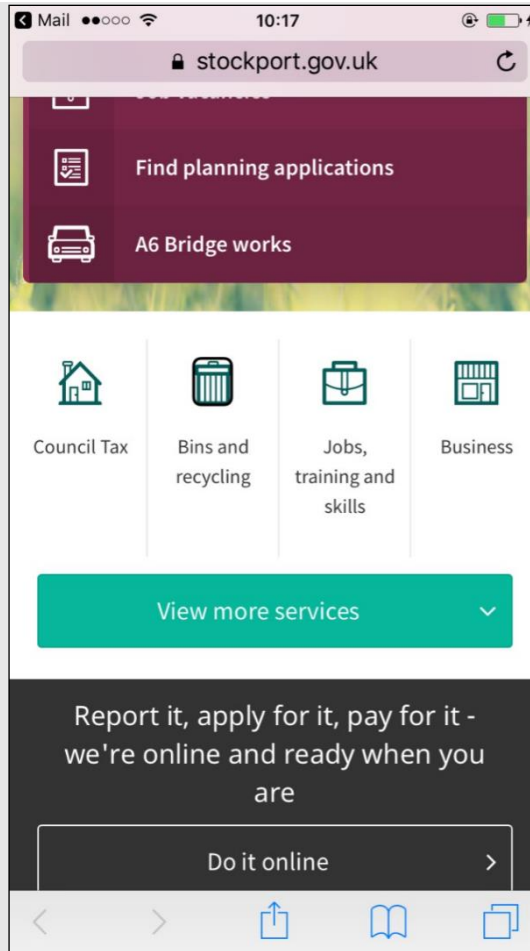 Mail 10:17
stockport.gov.uk
Job vacancies
Find planning applications
A6 Bridge works
Council Tax
Bins and
recycling
Jobs,
training and
skills
Business
View more services
Report it, apply for it, pay for it -
we're online and ready when you
are
Do it online